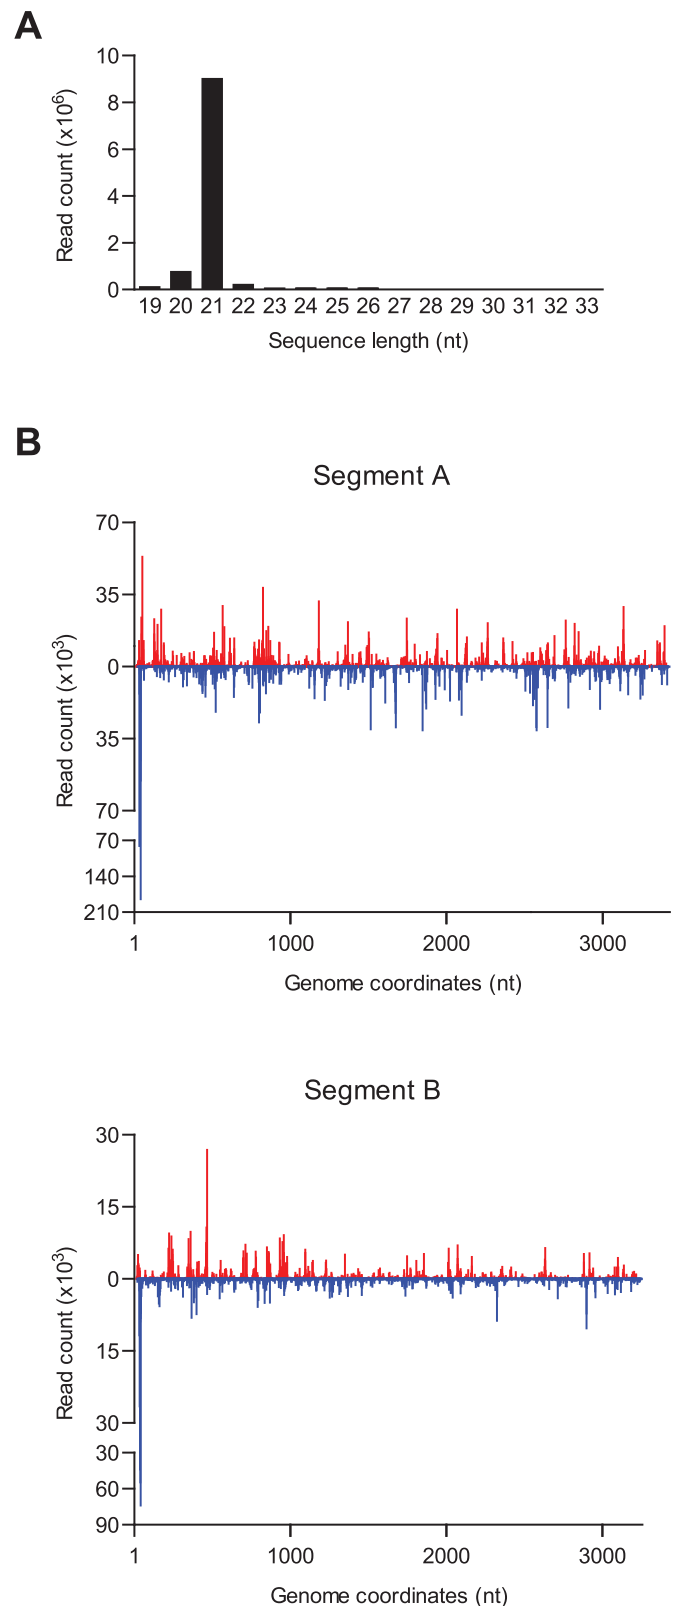 A
10
8
6
4
2
0
Read count (x10⁶)
19 20 21 22 23 24 25 26 27 28 29 30 31 32 33
Sequence length (nt)
B
Segment A
70
35
0
35
70
70
140
210
Read count (x10³)
1 1000 2000 3000
Genome coordinates (nt)
Segment B
30
15
0
15
30
30
60
90
Read count (x10³)
1 1000 2000 3000
Genome coordinates (nt)